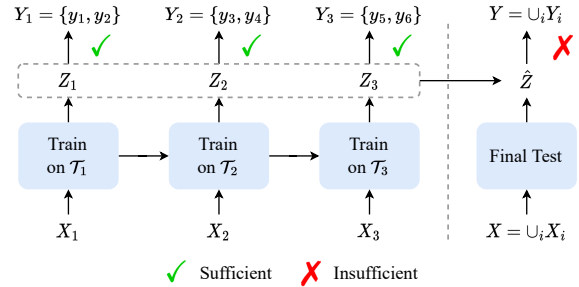 Y₁ = {y₁, y₂} Y₂ = {y₃, y₄} Y₃ = {y₅, y₆} Y = ∪ᵢYᵢ
Z₁ Z₂ Z₃ Ẑ
Train on 𝒯₁
Train on 𝒯₂
Train on 𝒯₃
Final Test
X₁ X₂ X₃ X = ∪ᵢXᵢ
✓ Sufficient ✗ Insufficient